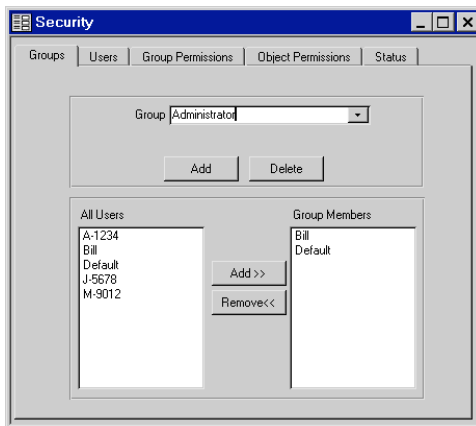 Security
Groups Users Group Permissions Object Permissions Status
Group Administrator
Add Delete
All Users
A-1234
Bill
Default
J-5678
M-9012
Add >>
Remove<<
Group Members
Bill
Default